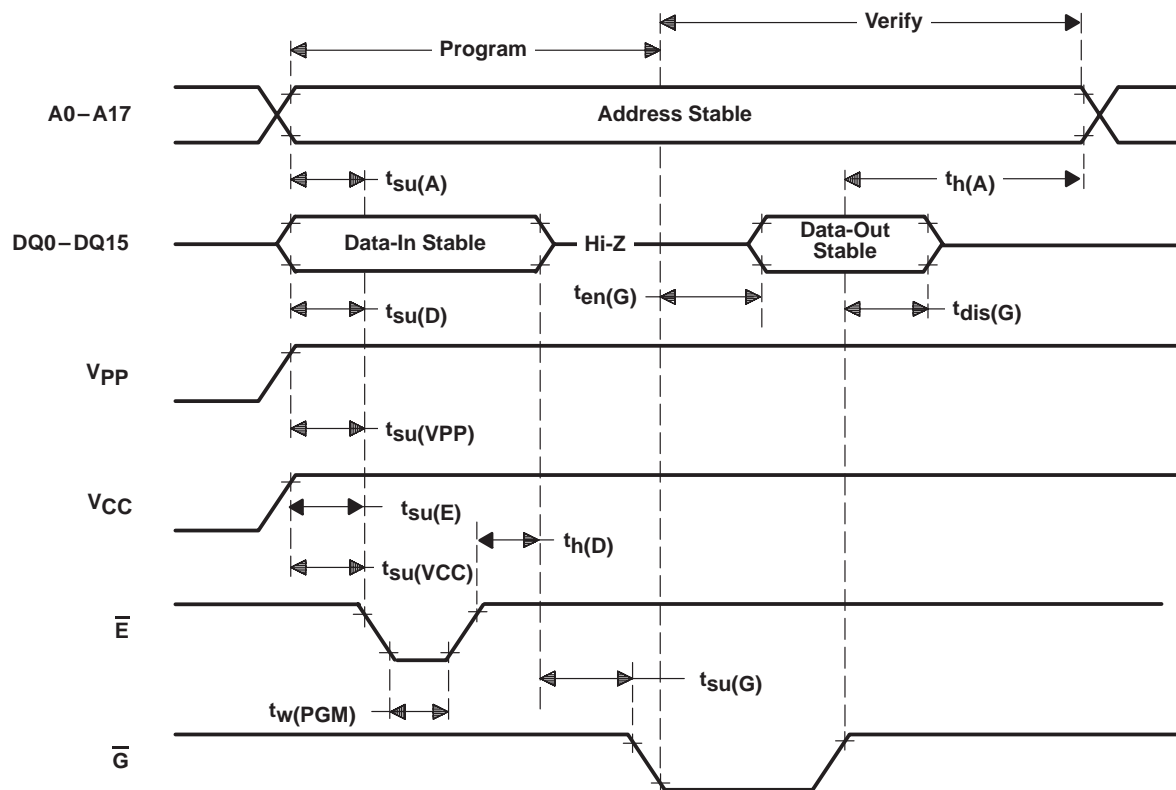 Verify
Program
A0–A17
Address Stable
tsu(A)
th(A)
DQ0–DQ15
Data-In Stable
Hi-Z
Data-Out
Stable
ten(G)
tsu(D)
tdis(G)
VPP
tsu(VPP)
VCC
tsu(E)
th(D)
tsu(VCC)
E̅
tsu(G)
tw(PGM)
G̅